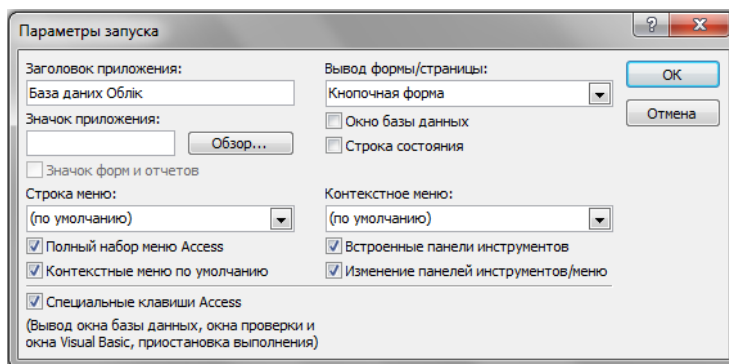 Параметры запуска
Заголовок приложения:
База даних Облік
Значок приложения:
Обзор...
Значок форм и отчетов
Вывод формы/страницы:
Кнопочная форма
Окно базы данных
Строка состояния
OK
Отмена
Строка меню:
(по умолчанию)
Полный набор меню Access
Контекстные меню по умолчанию
Контекстное меню:
(по умолчанию)
Встроенные панели инструментов
Изменение панелей инструментов/меню
Специальные клавиши Access
(Вывод окна базы данных, окна проверки и
окна Visual Basic, приостановка выполнения)